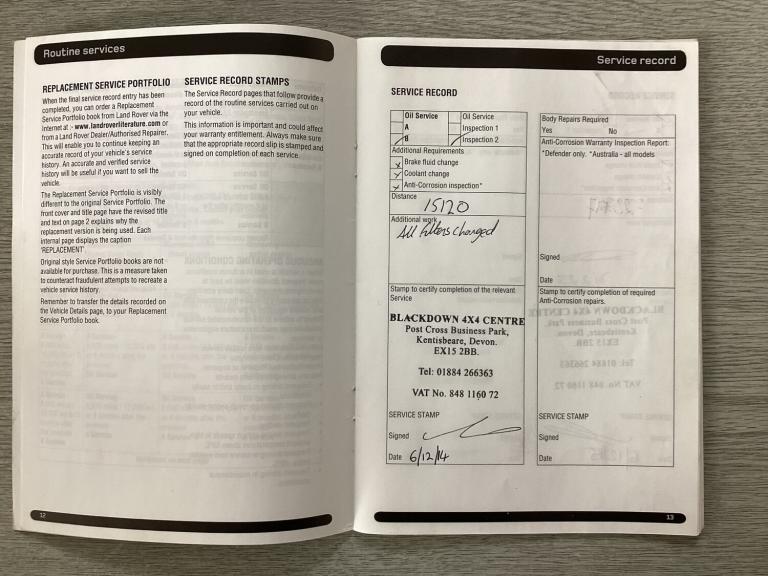 Routine services
REPLACEMENT SERVICE PORTFOLIO
When the final service record entry has been
completed, you can order a Replacement
Service Portfolio book from Land Rover via the
Internet at :- www.landroverliterature.com or
from a Land Rover Dealer/Authorised Repairer.
This will enable you to continue keeping an
accurate record of your vehicle's service
history. An accurate and verified service
history will be useful if you want to sell the
vehicle.
The Replacement Service Portfolio is visibly
different to the original Service Portfolio. The
front cover and title page have the revised title
and text on page 2 explains why the
replacement version is being used. Each
internal page displays the caption
'REPLACEMENT'.
Original style Service Portfolio books are not
available for purchase. This is a measure taken
to counteract fraudulent attempts to recreate a
vehicle service history.
Remember to transfer the details recorded on
the Vehicle Details page, to your Replacement
Service Portfolio book.
SERVICE RECORD STAMPS
The Service Record pages that follow provide a
record of the routine services carried out on
your vehicle.
This information is important and could affect
your warranty entitlement. Always make sure
that the appropriate record slip is stamped and
signed on completion of each service.
12
Service record
SERVICE RECORD
Oil Service
A
B
Oil Service
Inspection 1
Inspection 2
Additional Requirements
Brake fluid change
Coolant change
Anti-Corrosion inspection*
Distance
15120
Additional work
All filters changed
Stamp to certify completion of the relevant
Service
BLACKDOWN 4X4 CENTRE
Post Cross Business Park,
Kentisbeare, Devon.
EX15 2BB.
Tel: 01884 266363
VAT No. 848 1160 72
SERVICE STAMP
Signed
Date 6/12/14
Body Repairs Required
Yes No
Anti-Corrosion Warranty Inspection Report:
*Defender only. *Australia - all models
Signed
Date
Stamp to certify completion of required
Anti-Corrosion repairs.
SERVICE STAMP
Signed
Date
13